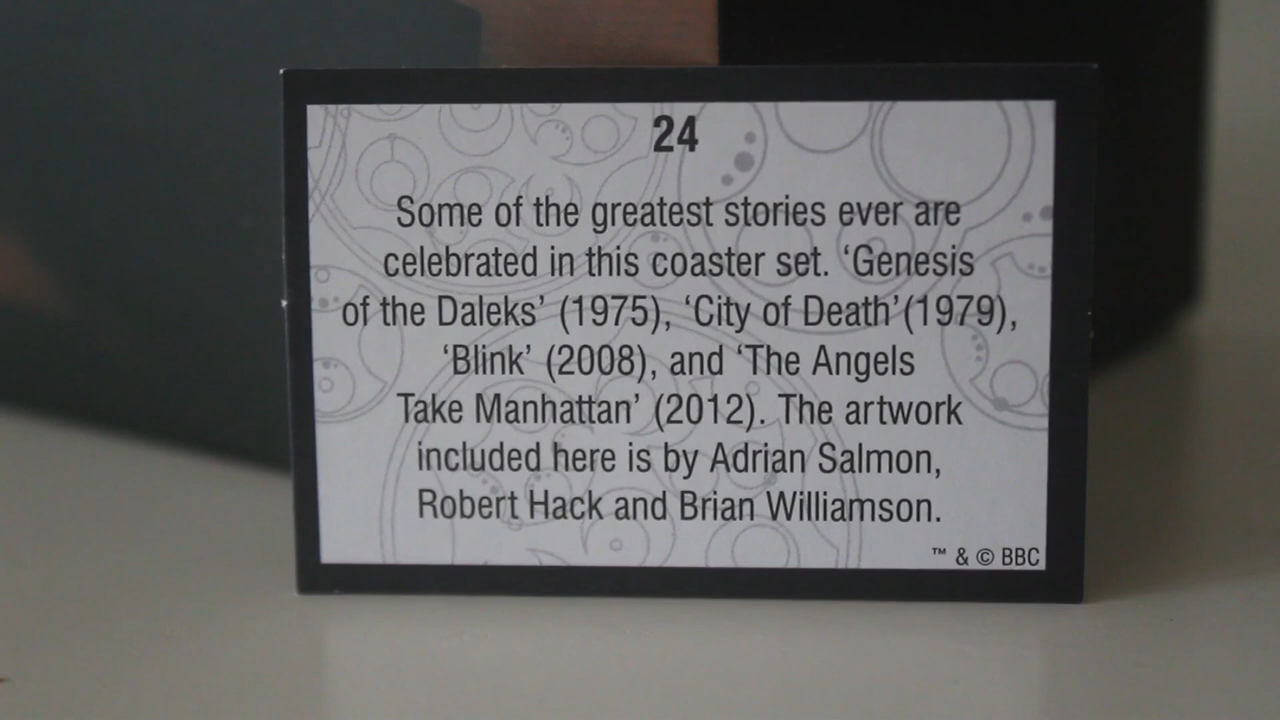 24
Some of the greatest stories ever are
celebrated in this coaster set. ‘Genesis
of the Daleks’ (1975), ‘City of Death’(1979),
‘Blink’ (2008), and ‘The Angels
Take Manhattan’ (2012). The artwork
included here is by Adrian Salmon,
Robert Hack and Brian Williamson.
™ & © BBC